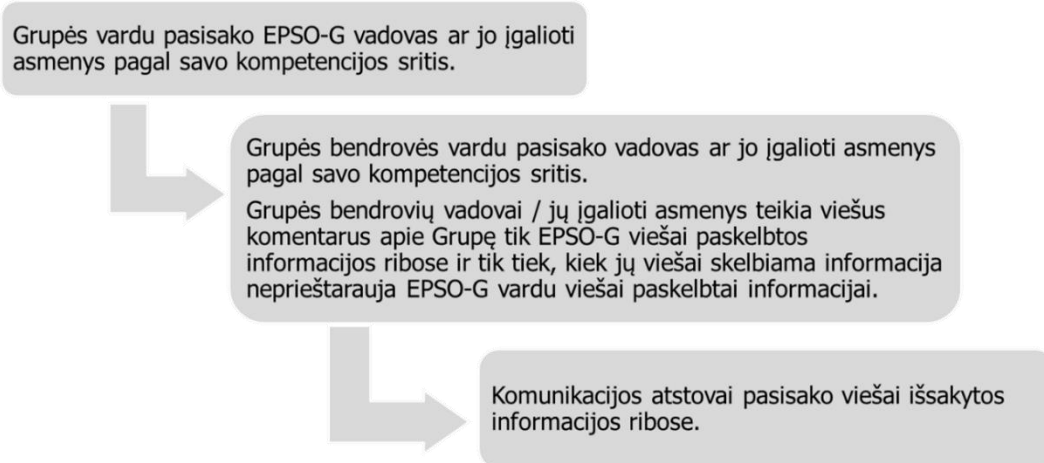 Grupės vardu pasisako EPSO-G vadovas ar jo įgalioti
asmenys pagal savo kompetencijos sritis.
Grupės bendrovės vardu pasisako vadovas ar jo įgalioti asmenys
pagal savo kompetencijos sritis.
Grupės bendrovių vadovai / jų įgalioti asmenys teikia viešus
komentarus apie Grupę tik EPSO-G viešai paskelbtos
informacijos ribose ir tik tiek, kiek jų viešai skelbiama informacija
neprieštarauja EPSO-G vardu viešai paskelbtai informacijai.
Komunikacijos atstovai pasisako viešai išsakytos
informacijos ribose.